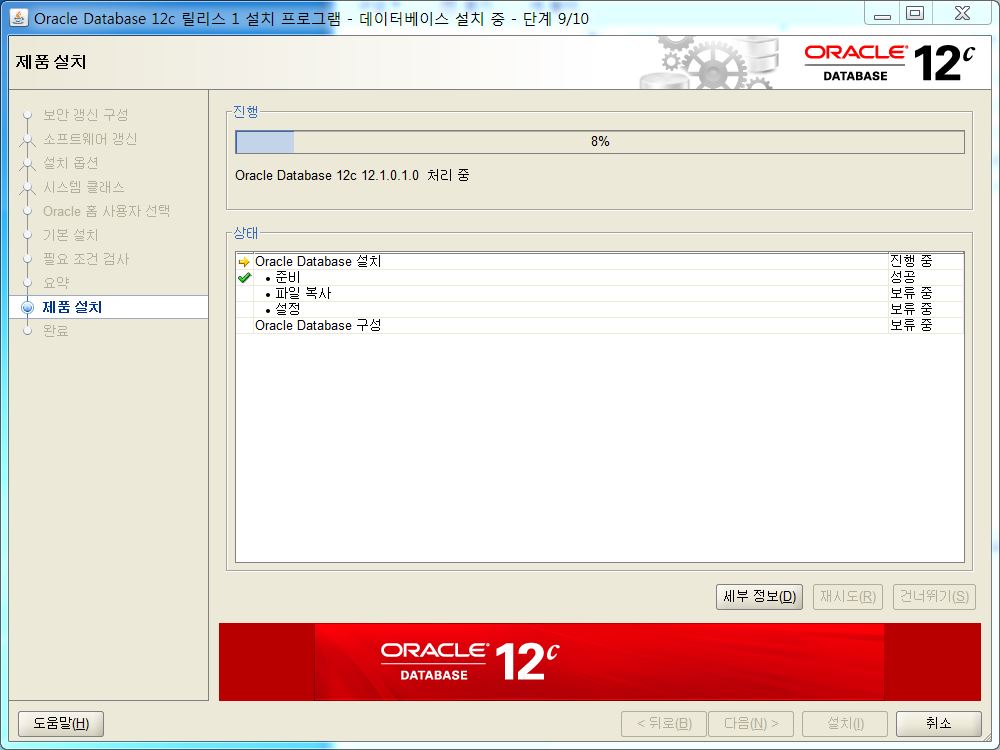 Oracle Database 12c 릴리스 1 설치 프로그램 - 데이터베이스 설치 중 - 단계 9/10
제품 설치
ORACLE
DATABASE 12c
보안 갱신 구성
소프트웨어 갱신
설치 옵션
시스템 클래스
Oracle 홈 사용자 선택
기본 설치
필요 조건 검사
요약
제품 설치
완료
진행
8%
Oracle Database 12c 12.1.0.1.0 처리 중
상태
Oracle Database 설치 진행 중
• 준비 성공
• 파일 복사 보류 중
• 설정 보류 중
Oracle Database 구성 보류 중
세부 정보(D) 재시도(R) 건너뛰기(S)
ORACLE
DATABASE 12c
도움말(H) < 뒤로(B) 다음(N) > 설치(I) 취소